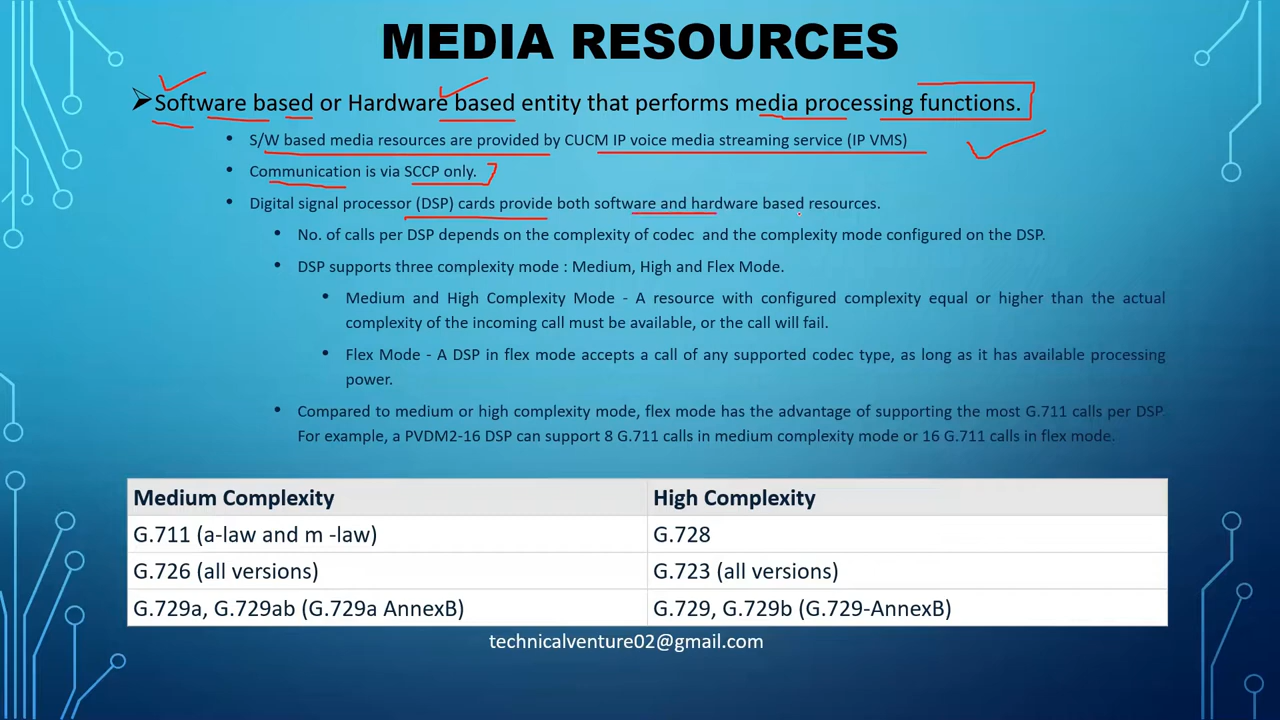 MEDIA RESOURCES
Software based or Hardware based entity that performs media processing functions.
S/W based media resources are provided by CUCM IP voice media streaming service (IP VMS)
Communication is via SCCP only.
Digital signal processor (DSP) cards provide both software and hardware based resources.
No. of calls per DSP depends on the complexity of codec and the complexity mode configured on the DSP.
DSP supports three complexity mode : Medium, High and Flex Mode.
Medium and High Complexity Mode - A resource with configured complexity equal or higher than the actual
complexity of the incoming call must be available, or the call will fail.
Flex Mode - A DSP in flex mode accepts a call of any supported codec type, as long as it has available processing
power.
Compared to medium or high complexity mode, flex mode has the advantage of supporting the most G.711 calls per DSP.
For example, a PVDM2-16 DSP can support 8 G.711 calls in medium complexity mode or 16 G.711 calls in flex mode.
Medium Complexity High Complexity
G.711 (a-law and m -law) G.728
G.726 (all versions) G.723 (all versions)
G.729a, G.729ab (G.729a AnnexB) G.729, G.729b (G.729-AnnexB)
technicalventure02@gmail.com